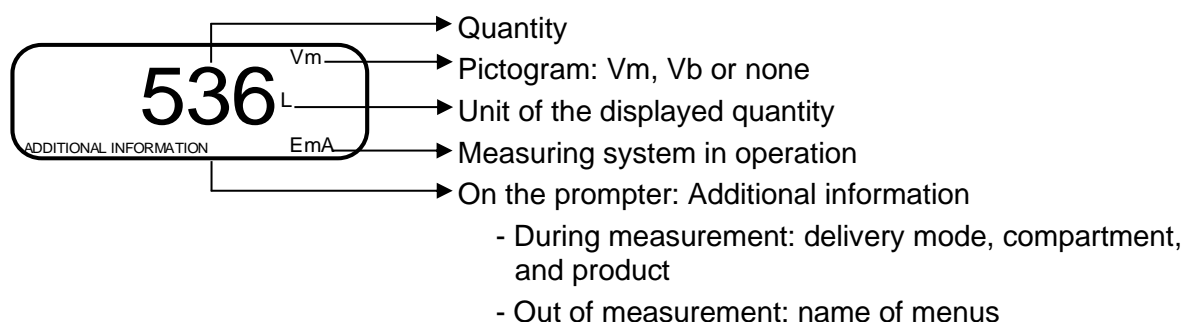 Quantity
Vm
Pictogram: Vm, Vb or none
536
L
Unit of the displayed quantity
ADDITIONAL INFORMATION
EmA
Measuring system in operation
On the prompter: Additional information
- During measurement: delivery mode, compartment,
and product
- Out of measurement: name of menus